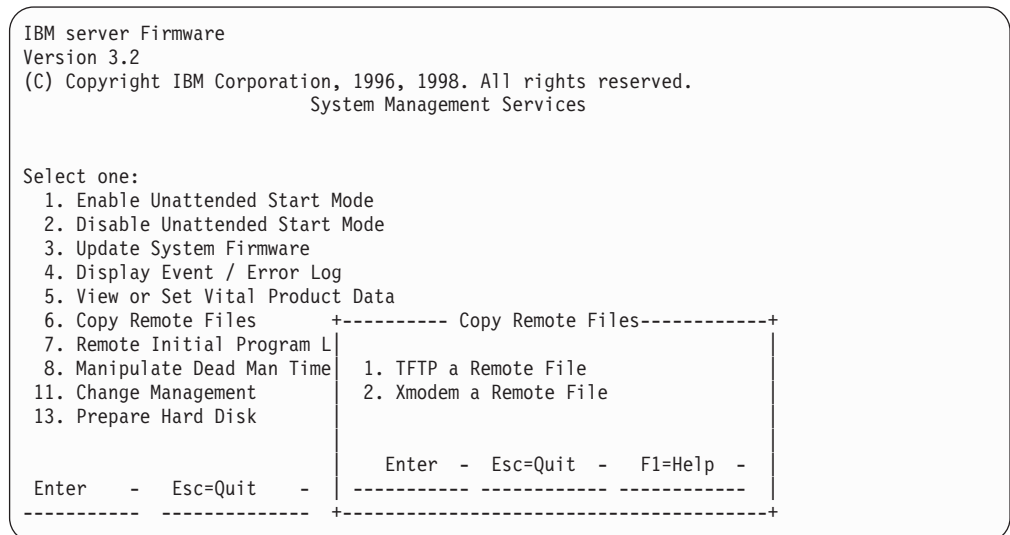 IBM server Firmware
Version 3.2
(C) Copyright IBM Corporation, 1996, 1998. All rights reserved.
System Management Services
Select one:
1. Enable Unattended Start Mode
2. Disable Unattended Start Mode
3. Update System Firmware
4. Display Event / Error Log
5. View or Set Vital Product Data
6. Copy Remote Files +---------- Copy Remote Files------------+
7. Remote Initial Program L| |
8. Manipulate Dead Man Time| 1. TFTP a Remote File |
11. Change Management | 2. Xmodem a Remote File |
13. Prepare Hard Disk | |
| |
| Enter - Esc=Quit - F1=Help - |
Enter - Esc=Quit - | ----------- ------------ ------------ |
----------- -------------- +----------------------------------------+